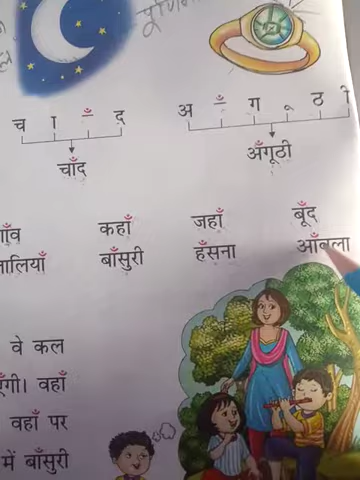 च ा ँ द
चाँद
अ ँ ग ू ठ ी
अँगूठी
कहाँ जहाँ बूँद
बाँसुरी हँसना आँवला
वे कल
वहाँ
वहाँ पर
में बाँसुरी